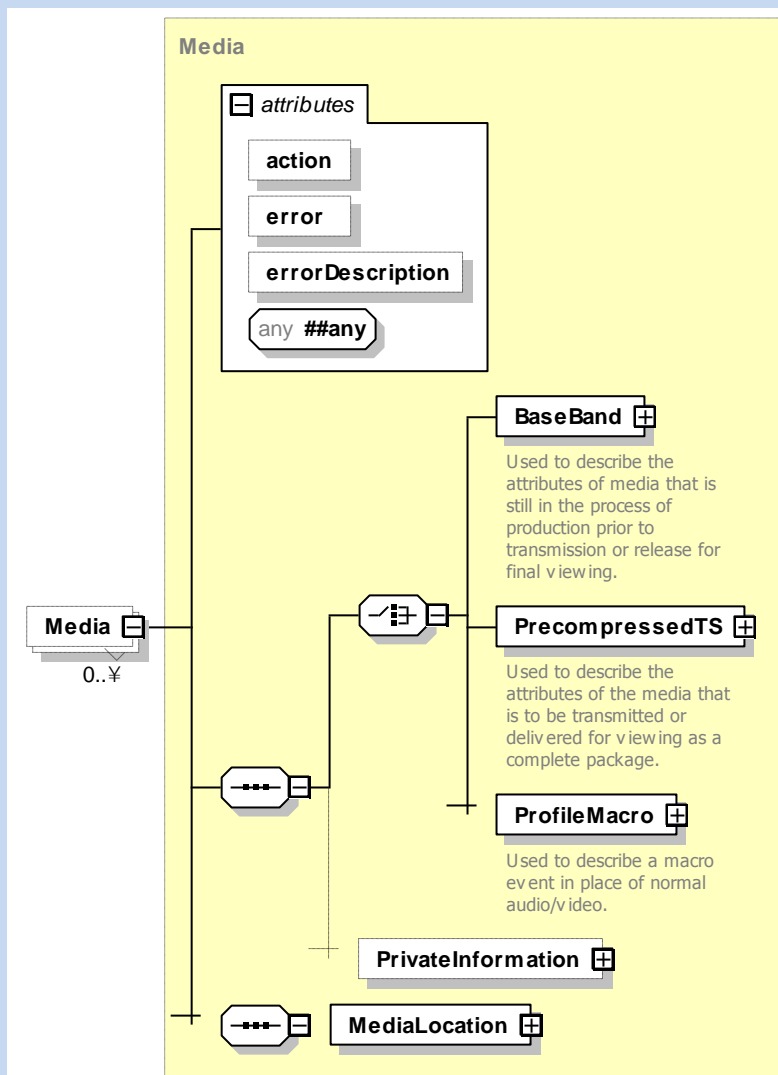 Media
attributes
action
error
errorDescription
any ##any
BaseBand
Used to describe the
attributes of media that is
still in the process of
production prior to
transmission or release for
final viewing.
Media
0..¥
PrecompressedTS
Used to describe the
attributes of the media that
is to be transmitted or
delivered for viewing as a
complete package.
ProfileMacro
Used to describe a macro
event in place of normal
audio/video.
PrivateInformation
MediaLocation